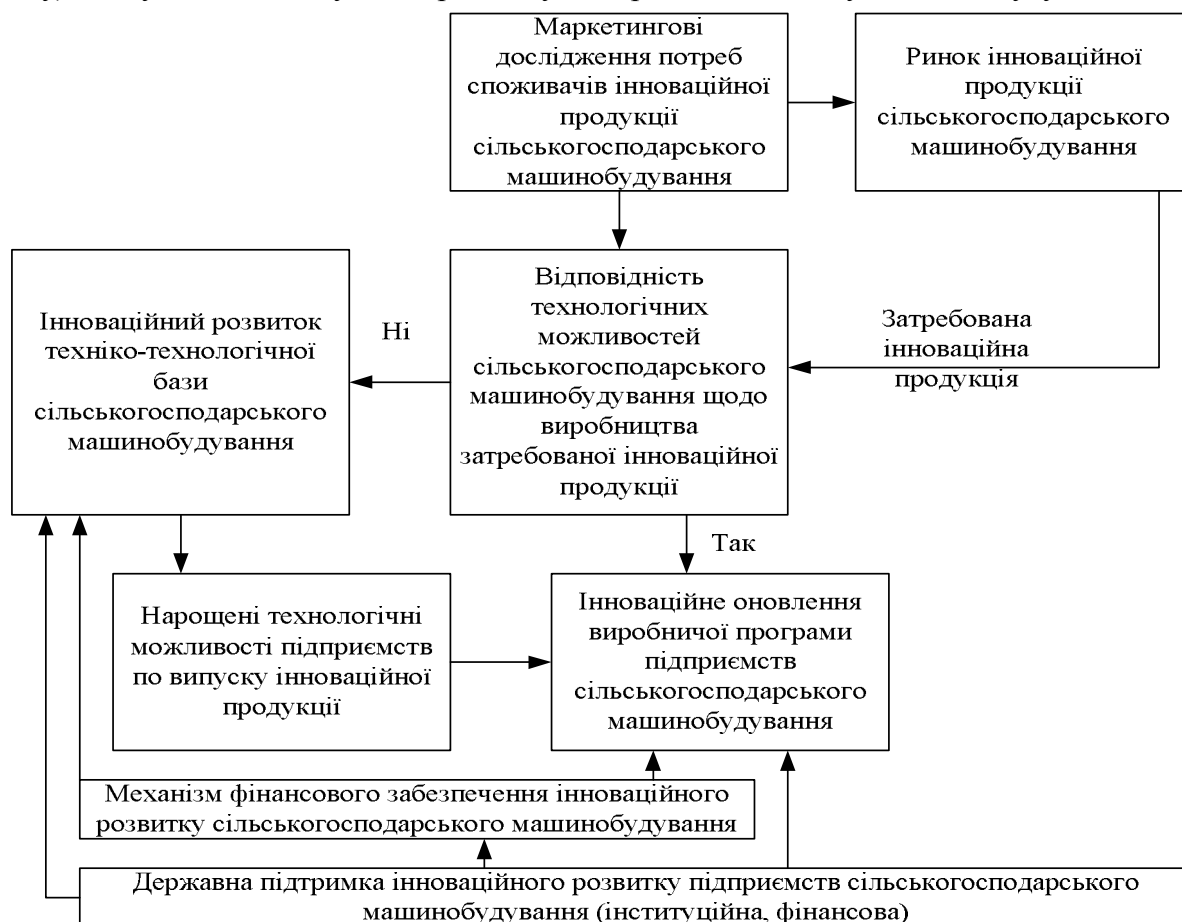 Маркетингові
дослідження потреб
споживачів інноваційної
продукції
сільськогосподарського
машинобудування
Ринок інноваційної
продукції
сільськогосподарського
машинобудування
Інноваційний розвиток
техніко-технологічної
бази
сільськогосподарського
машинобудування
Ні
Відповідність
технологічних
можливостей
сільськогосподарського
машинобудування щодо
виробництва
затребуваної інноваційної
продукції
Затребована
інноваційна
продукція
Так
Нарощені технологічні
можливості підприємств
по випуску інноваційної
продукції
Інноваційне оновлення
виробничої програми
підприємств
сільськогосподарського
машинобудування
Механізм фінансового забезпечення інноваційного
розвитку сільськогосподарського машинобудування
Державна підтримка інноваційного розвитку підприємств сільськогосподарського
машинобудування (інституційна, фінансова)